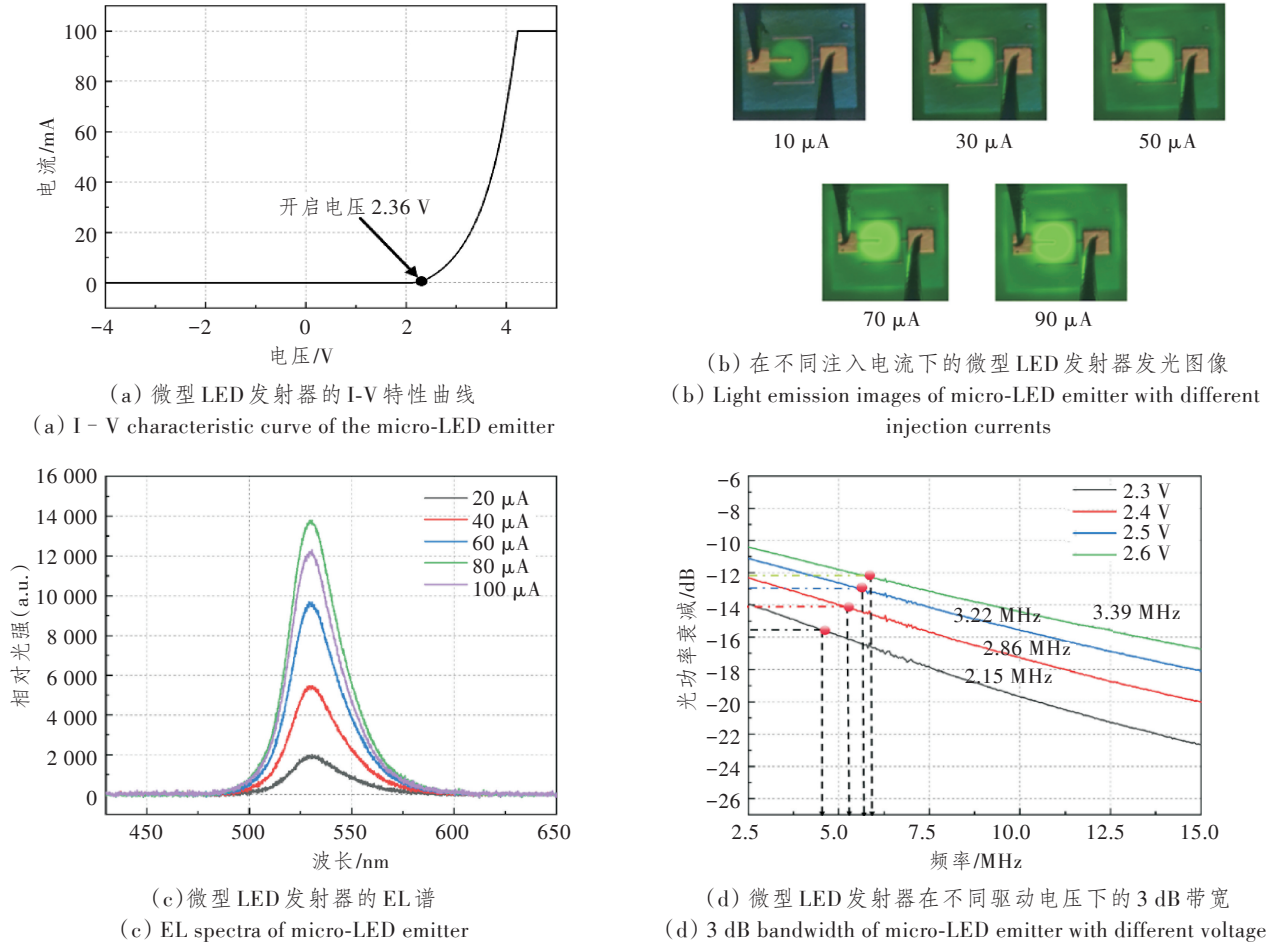 100
80
60
40
20
0
电流/mA
开启电压 2.36 V
−4
−2
0
2
4
电压/V
(a) 微型 LED 发射器的 I-V 特性曲线
(a) I – V characteristic curve of the micro-LED emitter
10 μA
30 μA
50 μA
70 μA
90 μA
(b) 在不同注入电流下的微型 LED 发射器发光图像
(b) Light emission images of micro-LED emitter with different
injection currents
16 000
14 000
12 000
10 000
8 000
6 000
4 000
2 000
0
相对光强(a.u.)
20 μA
40 μA
60 μA
80 μA
100 μA
450
500
550
600
650
波长/nm
(c)微型 LED 发射器的 EL 谱
(c) EL spectra of micro-LED emitter
−6
−8
−10
−12
−14
−16
−18
−20
−22
−24
−26
光功率衰减/dB
2.3 V
2.4 V
2.5 V
2.6 V
3.39 MHz
3.22 MHz
2.86 MHz
2.15 MHz
2.5
5.0
7.5
10.0
12.5
15.0
频率/MHz
(d) 微型 LED 发射器在不同驱动电压下的 3 dB 带宽
(d) 3 dB bandwidth of micro-LED emitter with different voltage